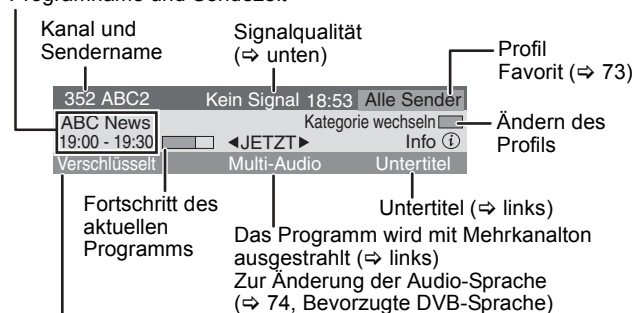 Programmname und Sendezeit
Kanal und
Sendername
Signalqualität
(⇨ unten)
Profil
Favorit (⇨ 73)
352 ABC2 Kein Signal 18:53 Alle Sender
ABC News Kategorie wechseln
19:00 - 19:30 ◀JETZT▶ Info i
Verschlüsselt Multi-Audio Untertitel
Ändern des
Profils
Fortschritt des
aktuellen
Programms
Untertitel (⇨ links)
Das Programm wird mit Mehrkanalton
ausgestrahlt (⇨ links)
Zur Änderung der Audio-Sprache
(⇨ 74, Bevorzugte DVB-Sprache)